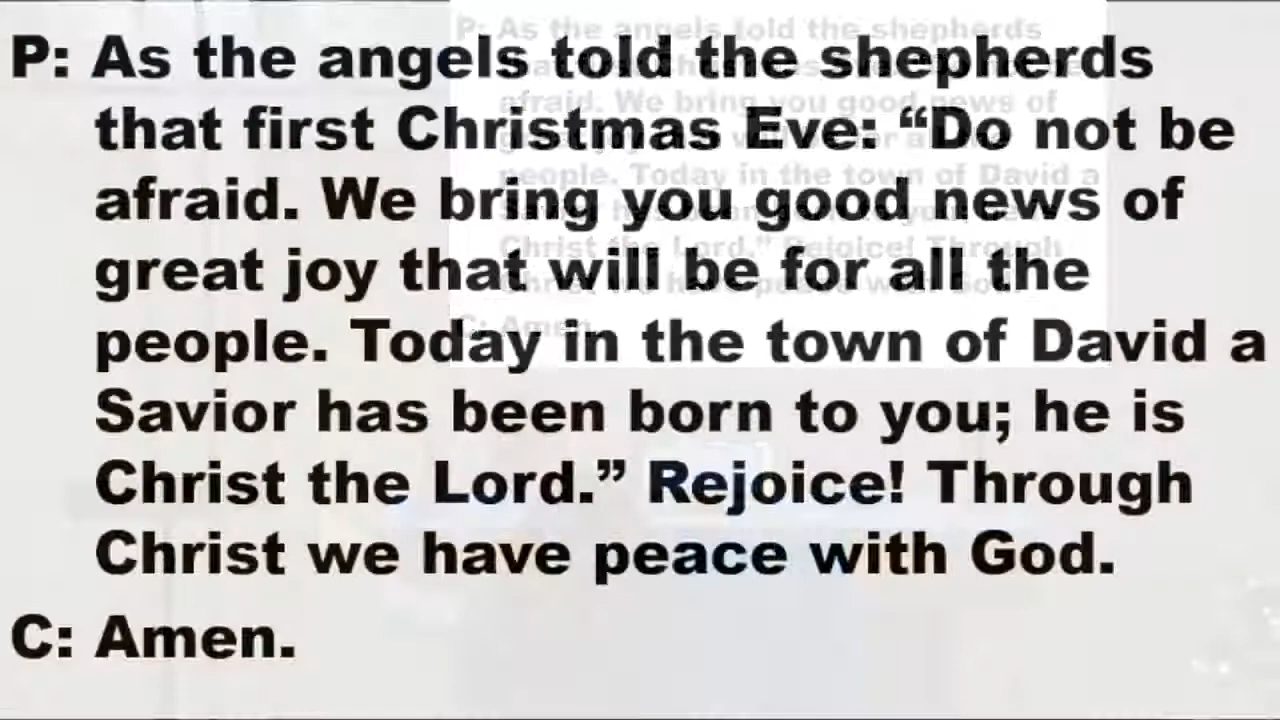 P: As the angels told the shepherds
that first Christmas Eve: “Do not be
afraid. We bring you good news of
great joy that will be for all the
people. Today in the town of David a
Savior has been born to you; he is
Christ the Lord.” Rejoice! Through
Christ we have peace with God.
C: Amen.